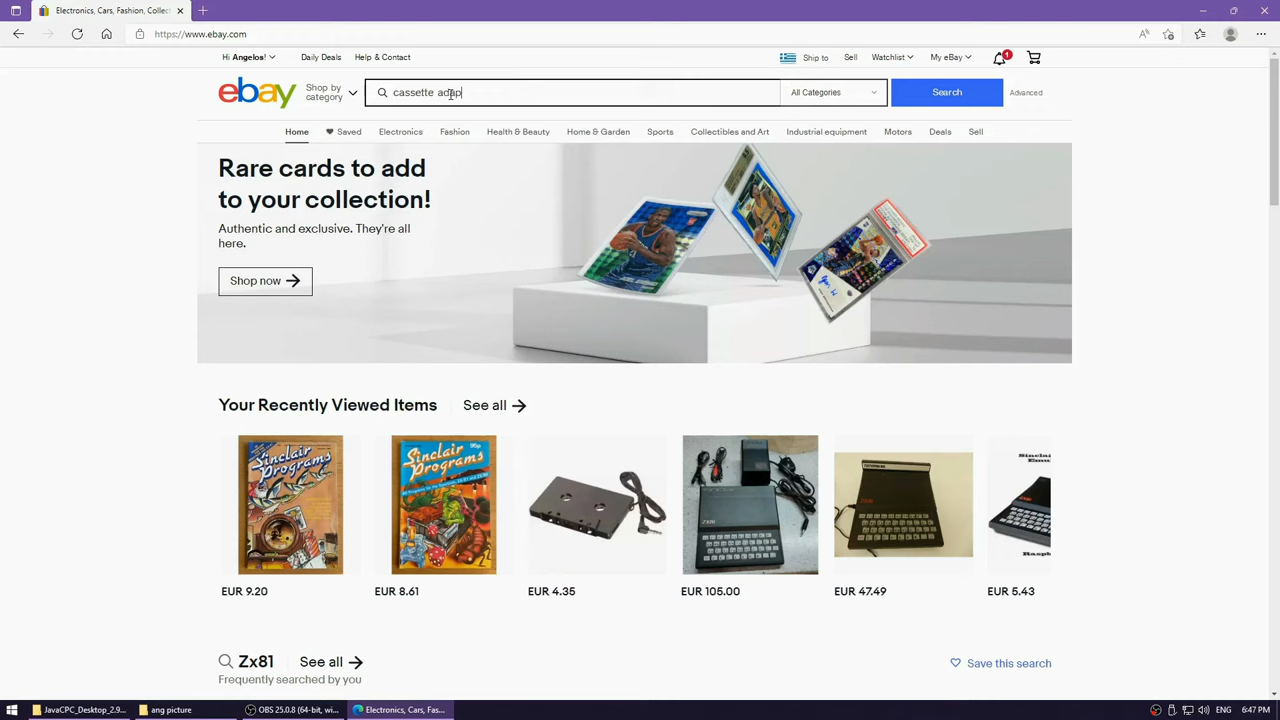 Electronics, Cars, Fashion, Collect
https://www.ebay.com
Hi Angelos!
Daily Deals
Help & Contact
Ship to
Sell
Watchlist
My eBay
1
ebay
Shop by
category
cassette adap
All Categories
Search
Advanced
Home
Saved
Electronics
Fashion
Health & Beauty
Home & Garden
Sports
Collectibles and Art
Industrial equipment
Motors
Deals
Sell
Rare cards to add
to your collection!
Authentic and exclusive. They're all
here.
Shop now
Your Recently Viewed Items
See all
Sinclair
Programs
Sinclair
Programs
95p
ZX81
EUR 9.20
EUR 8.61
EUR 4.35
EUR 105.00
EUR 47.49
EUR 5.43
Zx81
See all
Save this search
Frequently searched by you
JavaCPC_Desktop_2.9...
ang picture
OBS 25.0.8 (64-bit, wi...
Electronics, Cars, Fas...
ENG
6:47 PM